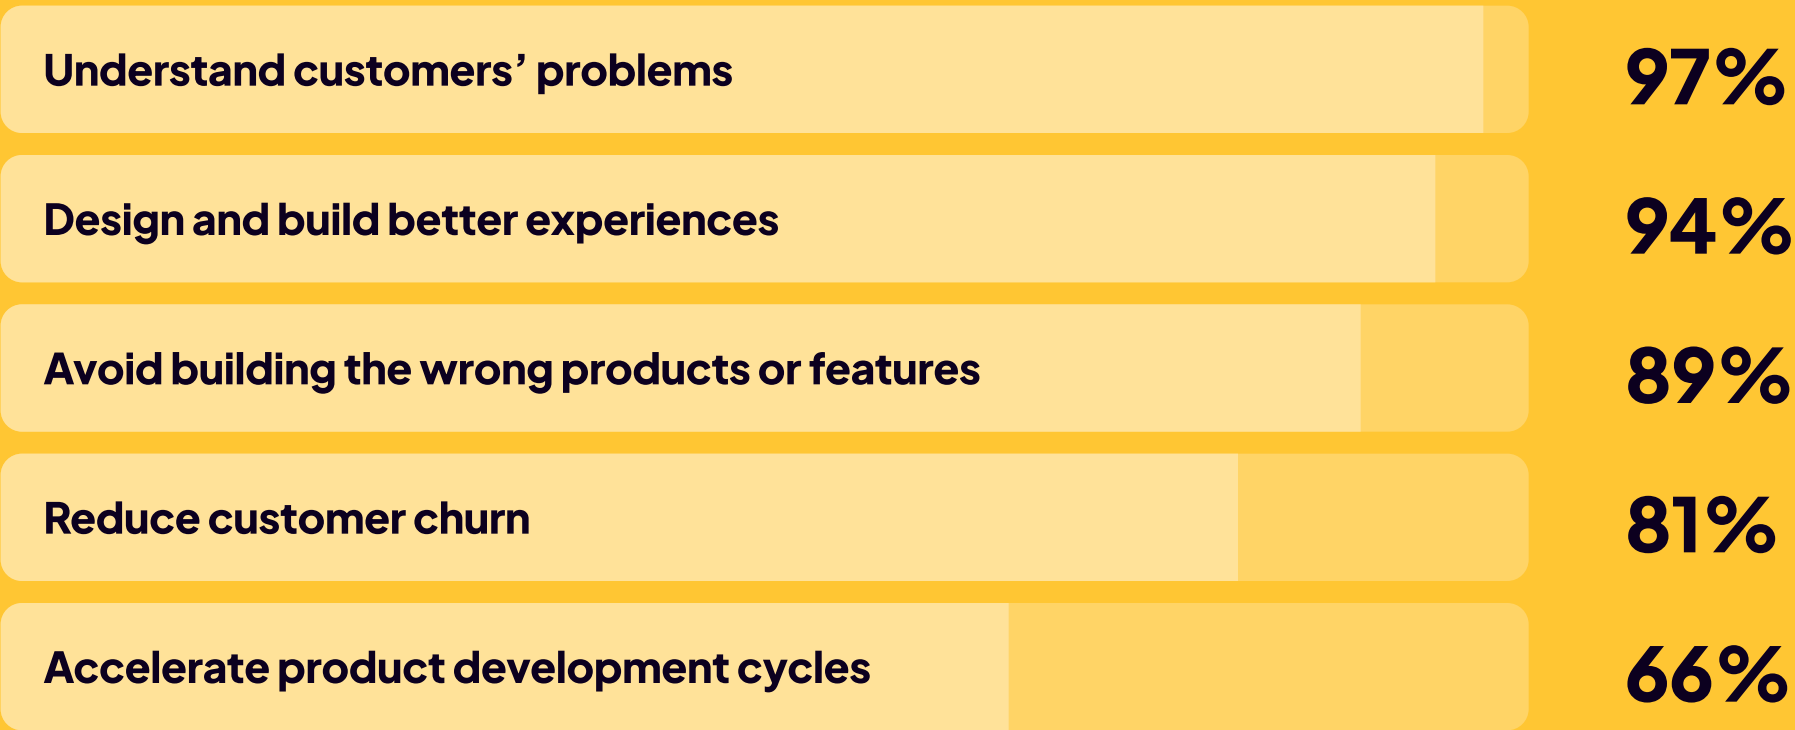 Understand customers’ problems 97%
Design and build better experiences 94%
Avoid building the wrong products or features 89%
Reduce customer churn 81%
Accelerate product development cycles 66%